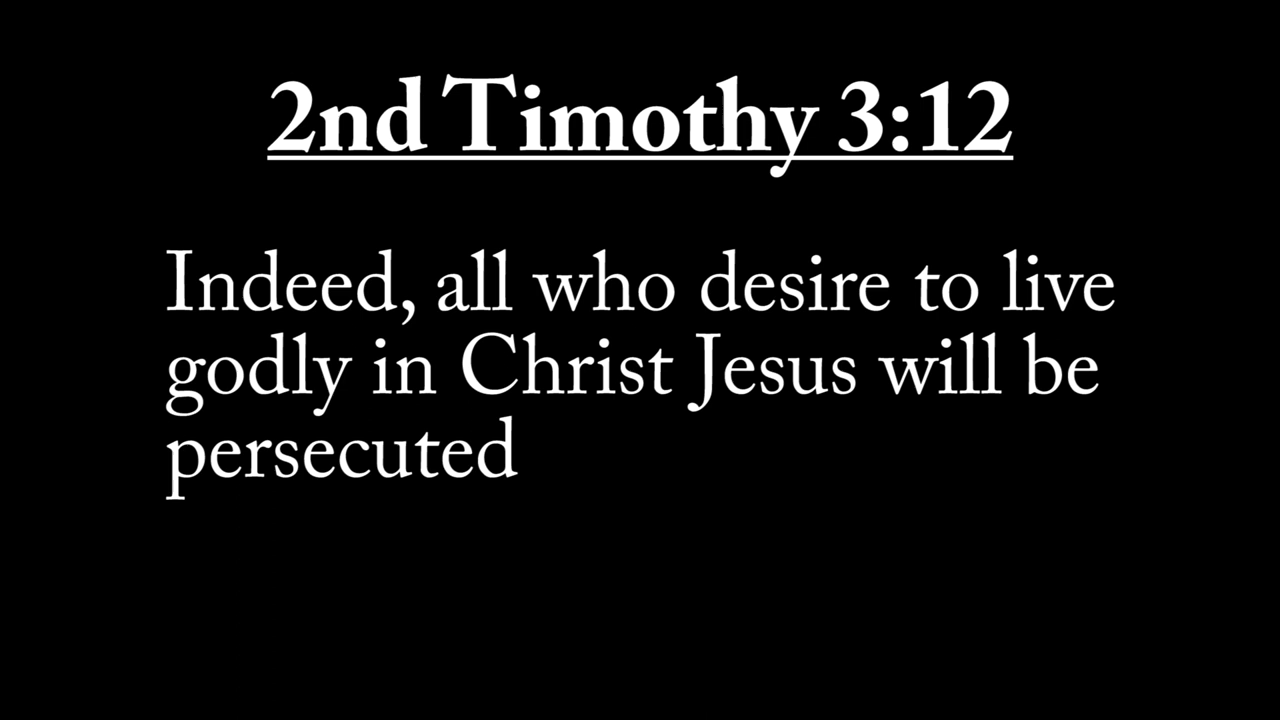 2nd Timothy 3:12
Indeed, all who desire to live
godly in Christ Jesus will be
persecuted